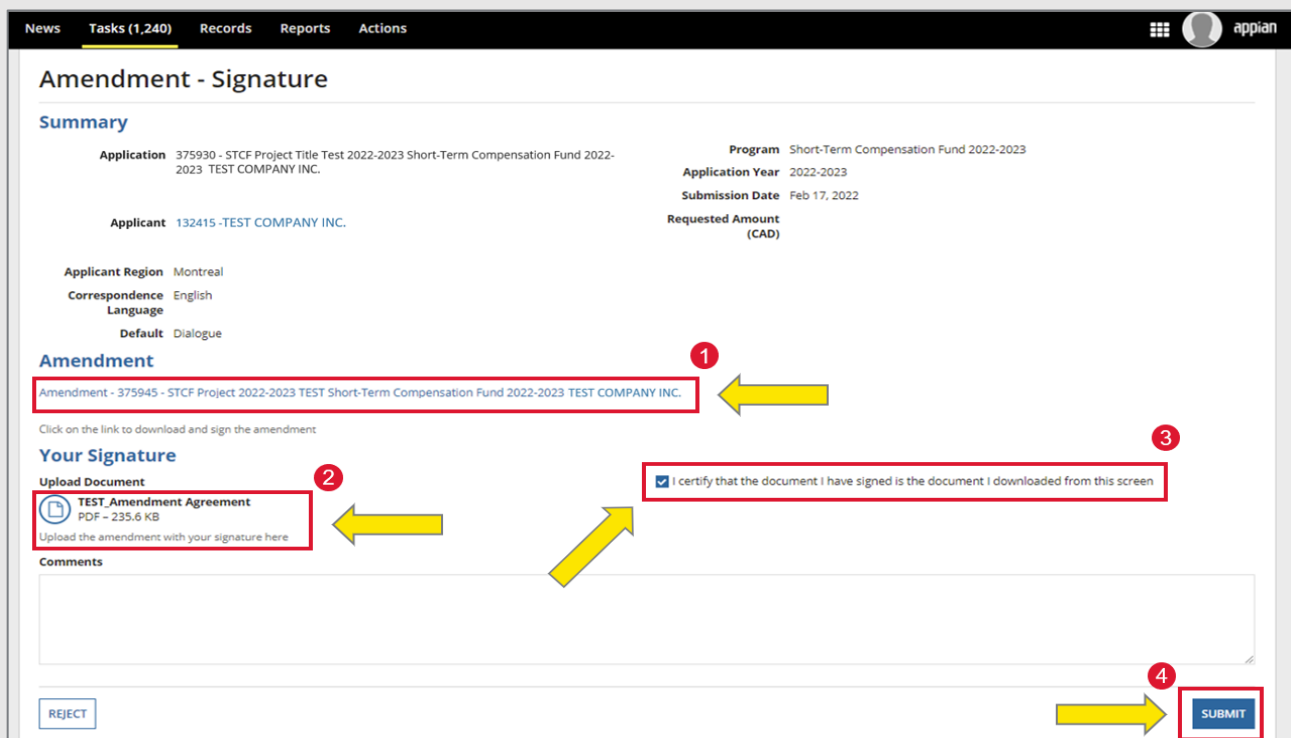 News Tasks (1,240) Records Reports Actions appian
Amendment - Signature
Summary
Application 375930 - STCF Project Title Test 2022-2023 Short-Term Compensation Fund 2022-
2023 TEST COMPANY INC.
Applicant 132415 -TEST COMPANY INC.
Applicant Region Montreal
Correspondence English
Language
Default Dialogue
Program Short-Term Compensation Fund 2022-2023
Application Year 2022-2023
Submission Date Feb 17, 2022
Requested Amount
(CAD)
Amendment
1
Amendment - 375945 - STCF Project 2022-2023 TEST Short-Term Compensation Fund 2022-2023 TEST COMPANY INC.
Click on the link to download and sign the amendment
Your Signature
2
Upload Document
TEST_Amendment Agreement
PDF – 235.6 KB
Upload the amendment with your signature here
3
I certify that the document I have signed is the document I downloaded from this screen
Comments
4
REJECT
SUBMIT